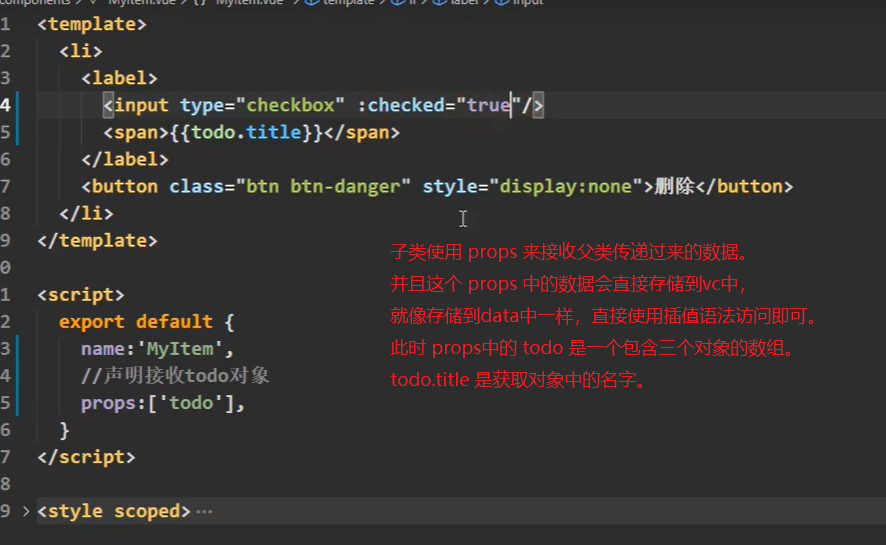 components > MyItem.vue > {} "MyItem.vue" > template > li > label > input
1 <template>
2 <li>
3 <label>
4 <input type="checkbox" :checked="true"/>
5 <span>{{todo.title}}</span>
6 </label>
7 <button class="btn btn-danger" style="display:none">删除</button>
8 </li>
9 </template>
0
1 <script>
2 export default {
3 name:'MyItem',
4 //声明接收todo对象
5 props:['todo'],
6 }
7 </script>
8
9 <style scoped>…
子类使用 props 来接收父类传递过来的数据。
并且这个 props 中的数据会直接存储到vc中，
就像存储到data中一样，直接使用插值语法访问即可。
此时 props中的 todo 是一个包含三个对象的数组。
todo.title 是获取对象中的名字。